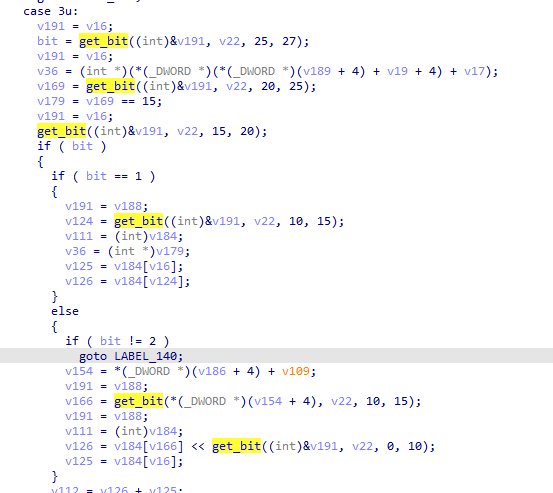 case 3u:
v191 = v16;
bit = get_bit((int)&v191, v22, 25, 27);
v191 = v16;
v36 = (int *)(*(_DWORD *)(*(_DWORD *)(v189 + 4) + v19 + 4) + v17);
v169 = get_bit((int)&v191, v22, 20, 25);
v179 = v169 == 15;
v191 = v16;
get_bit((int)&v191, v22, 15, 20);
if ( bit )
{
if ( bit == 1 )
{
v191 = v188;
v124 = get_bit((int)&v191, v22, 10, 15);
v111 = (int)v184;
v36 = (int *)v179;
v125 = v184[v16];
v126 = v184[v124];
}
else
{
if ( bit != 2 )
goto LABEL_140;
v154 = *(_DWORD *)(v186 + 4) + v109;
v191 = v188;
v166 = get_bit(*(_DWORD *)(v154 + 4), v22, 10, 15);
v191 = v188;
v111 = (int)v184;
v126 = v184[v166] << get_bit((int)&v191, v22, 0, 10);
v125 = v184[v16];
}
v112 = v126 + v125;